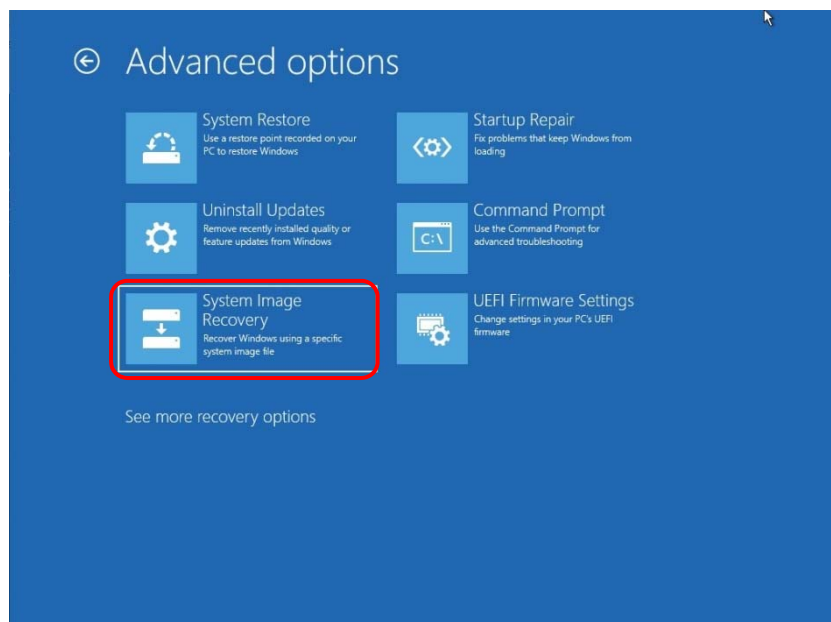 Advanced options
System Restore
Use a restore point recorded on your
PC to restore Windows
Startup Repair
Fix problems that keep Windows from
loading
Uninstall Updates
Remove recently installed quality or
feature updates from Windows
C:\
Command Prompt
Use the Command Prompt for
advanced troubleshooting
System Image
Recovery
Recover Windows using a specific
system image file
UEFI Firmware Settings
Change settings in your PC's UEFI
firmware
See more recovery options